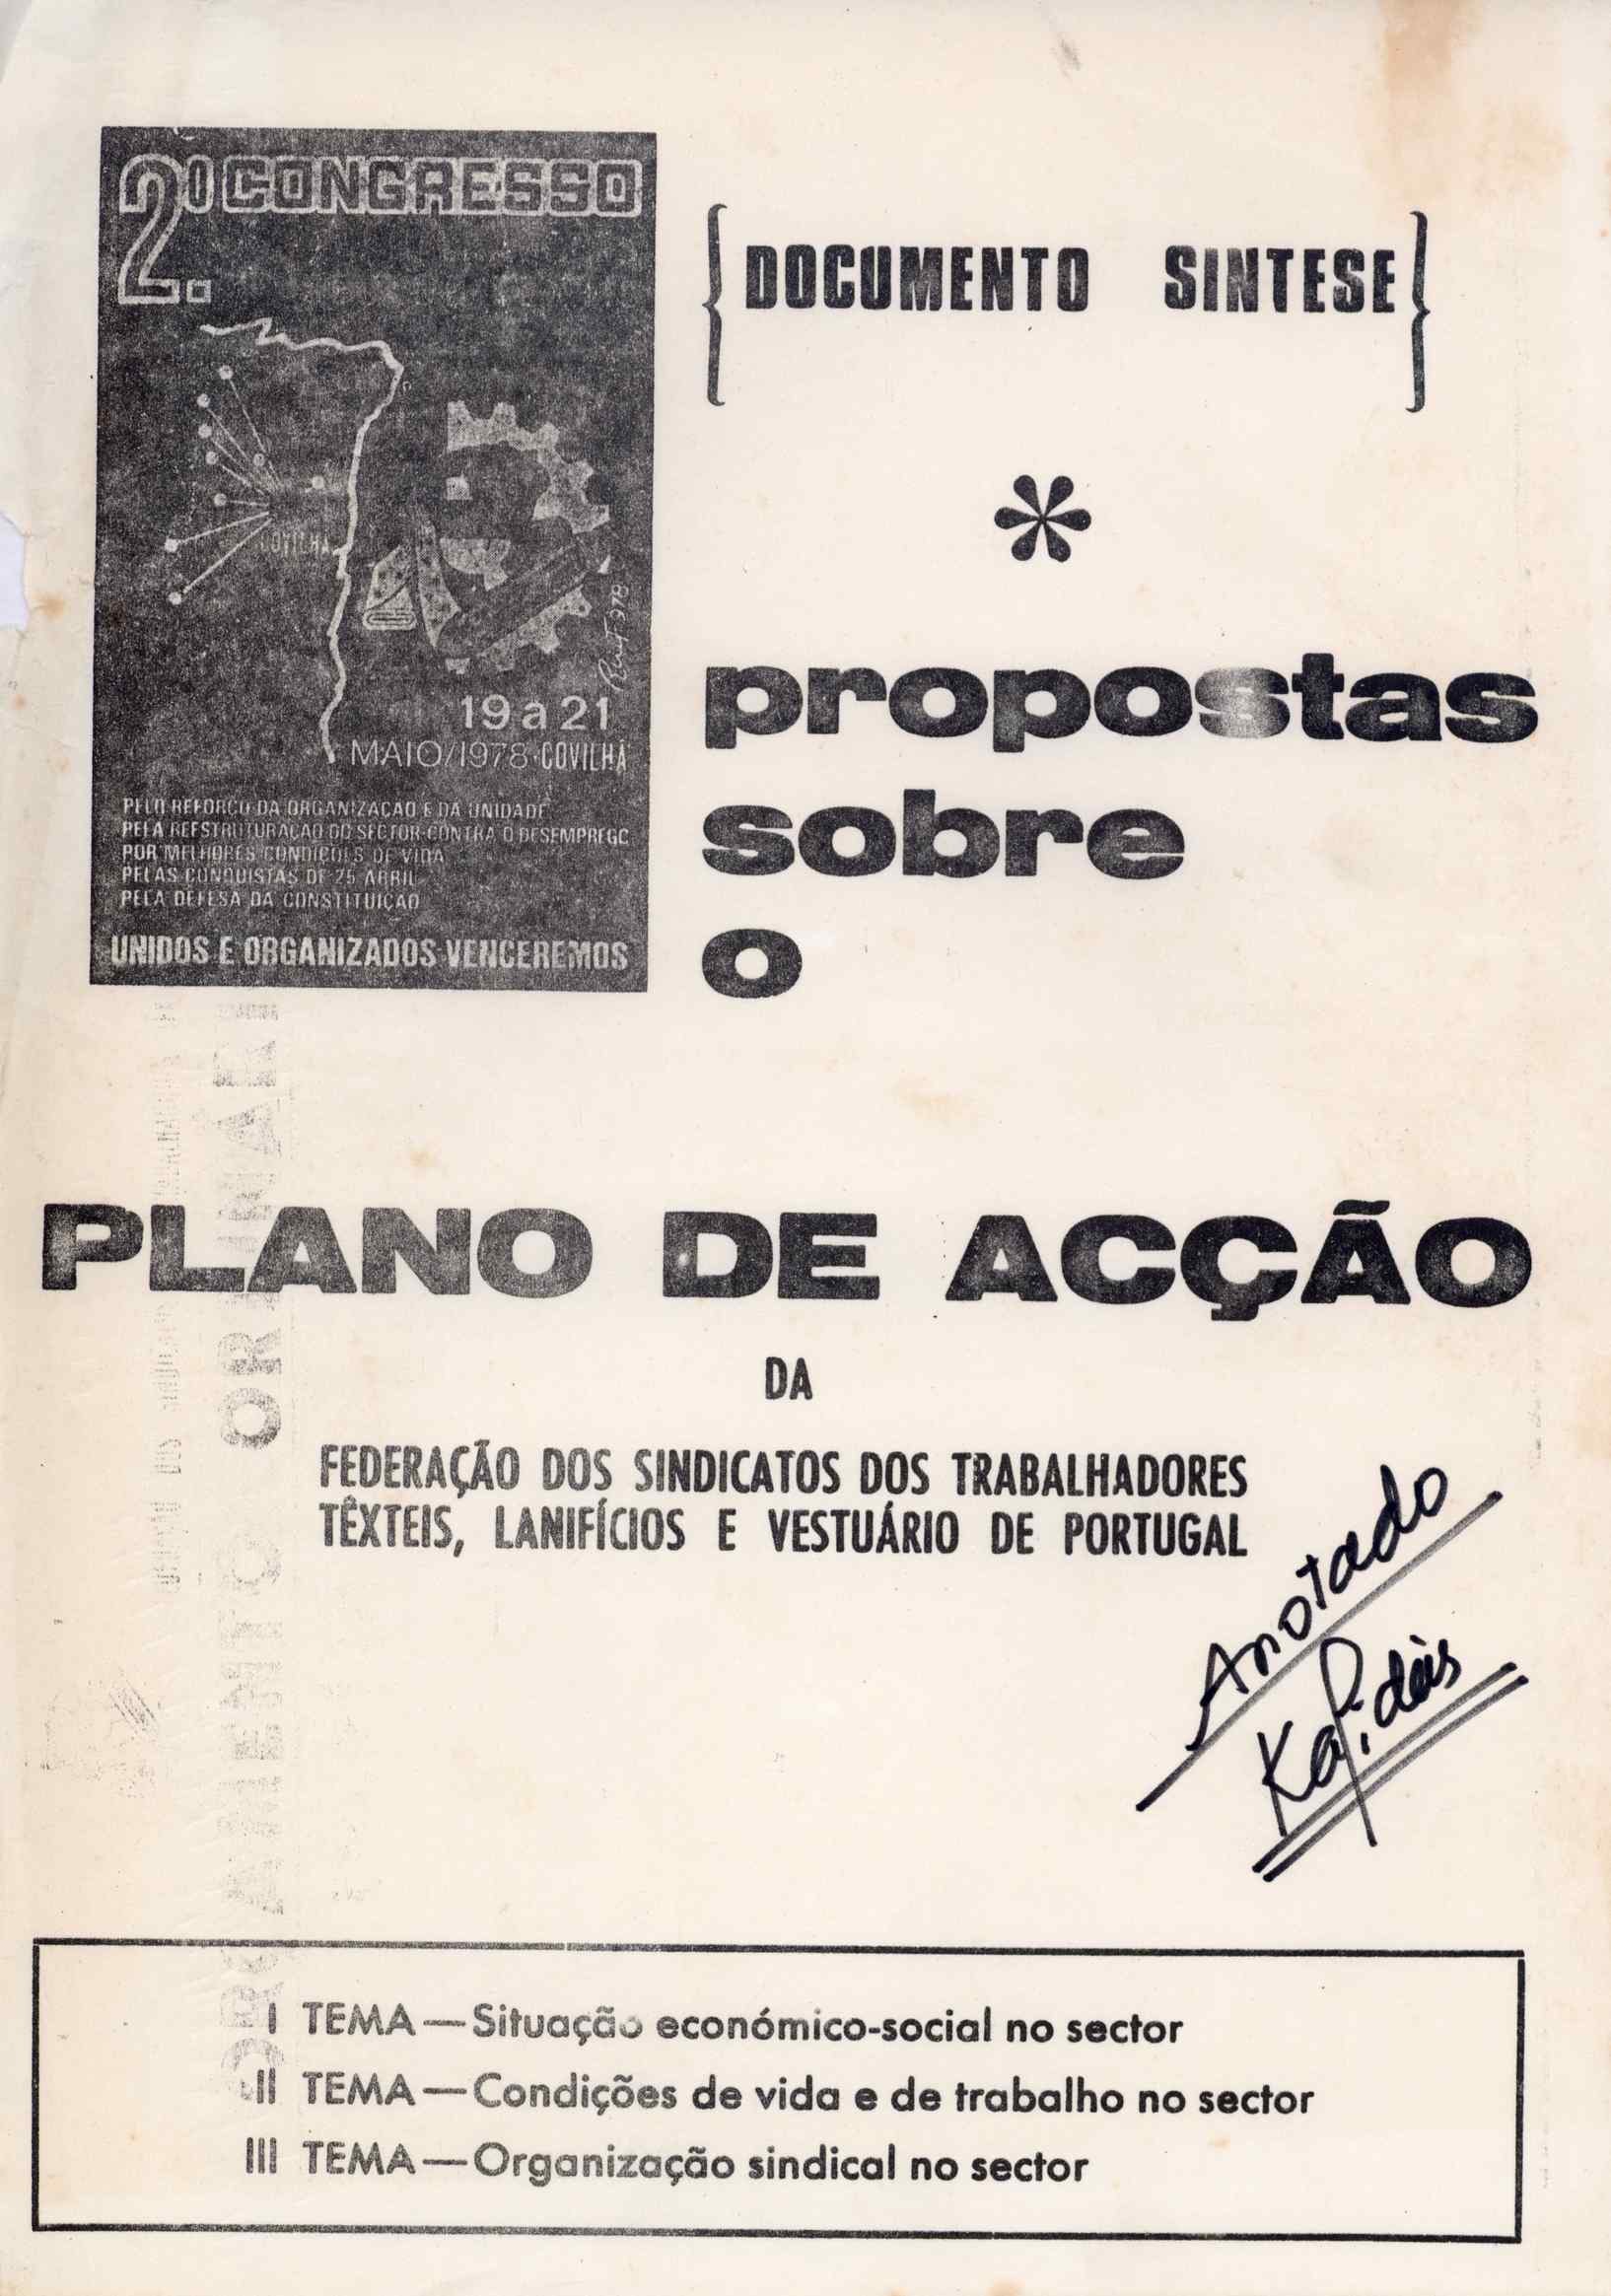 2.º CONGRESSO
COVILHÃ
19 a 21
MAIO/1978·COVILHÃ
PELO REFORÇO DA ORGANIZAÇÃO E DA UNIDADE
PELA REESTRUTURAÇÃO DO SECTOR·CONTRA O DESEMPREGO
POR MELHORES CONDIÇÕES DE VIDA
PELAS CONQUISTAS DE 25 ABRIL
PELA DEFESA DA CONSTITUIÇÃO
UNIDOS E ORGANIZADOS VENCEREMOS
{DOCUMENTO SINTESE}
*
propostas
sobre
o
PLANO DE ACÇÃO
DA
FEDERAÇÃO DOS SINDICATOS DOS TRABALHADORES
TÊXTEIS, LANIFÍCIOS E VESTUÁRIO DE PORTUGAL
Anotado
I TEMA—Situação económico-social no sector
II TEMA—Condições de vida e de trabalho no sector
III TEMA—Organização sindical no sector